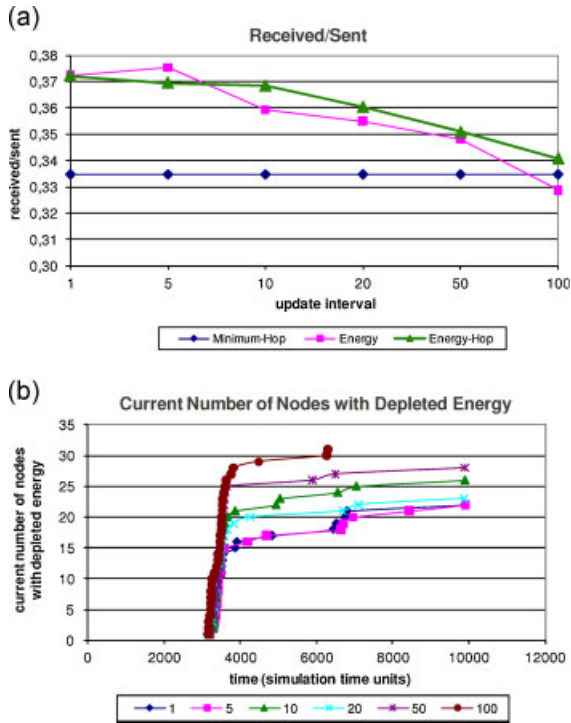 (a)
Received/Sent
0,38
0,37
0,36
0,35
0,34
0,33
0,32
0,31
0,30
received/sent
1 5 10 20 50 100
update interval
Minimum-Hop Energy Energy-Hop
(b)
Current Number of Nodes with Depleted Energy
35
30
25
20
15
10
5
0
current number of nodes
with depleted energy
0 2000 4000 6000 8000 10000 12000
time (simulation time units)
1 5 10 20 50 100